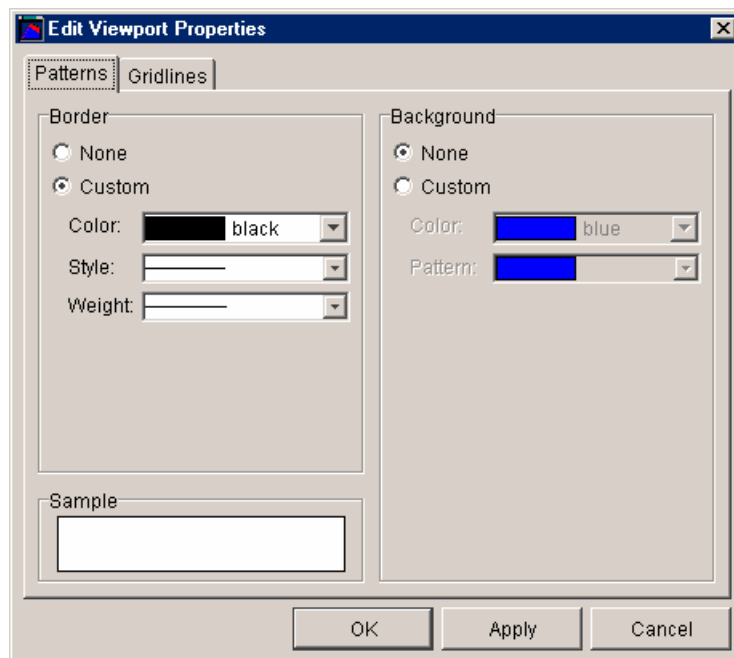 Edit Viewport Properties
Patterns
Gridlines
Border
None
Custom
Color:
black
Style:
Weight:
Sample
Background
None
Custom
Color:
blue
Pattern:
OK
Apply
Cancel